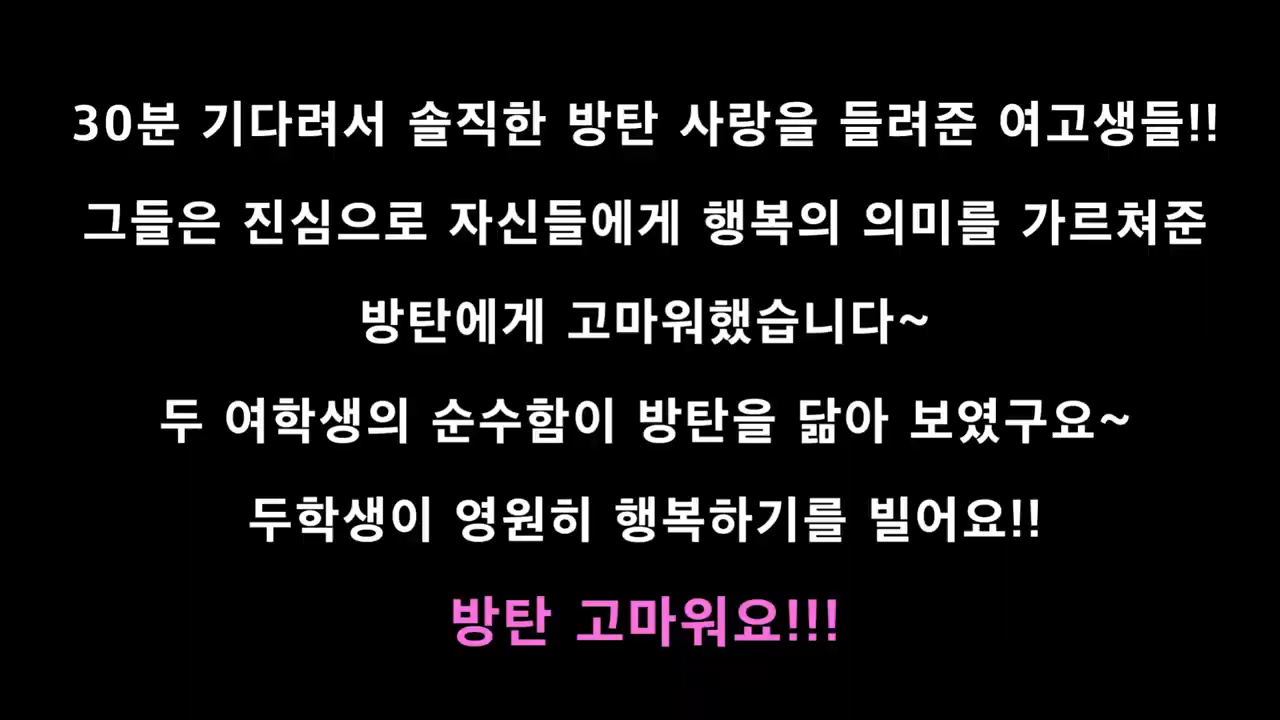 30분 기다려서 솔직한 방탄 사랑을 들려준 여고생들!!
그들은 진심으로 자신들에게 행복의 의미를 가르쳐준
방탄에게 고마워했습니다~
두 여학생의 순수함이 방탄을 닮아 보였구요~
두학생이 영원히 행복하기를 빌어요!!
방탄 고마워요!!!